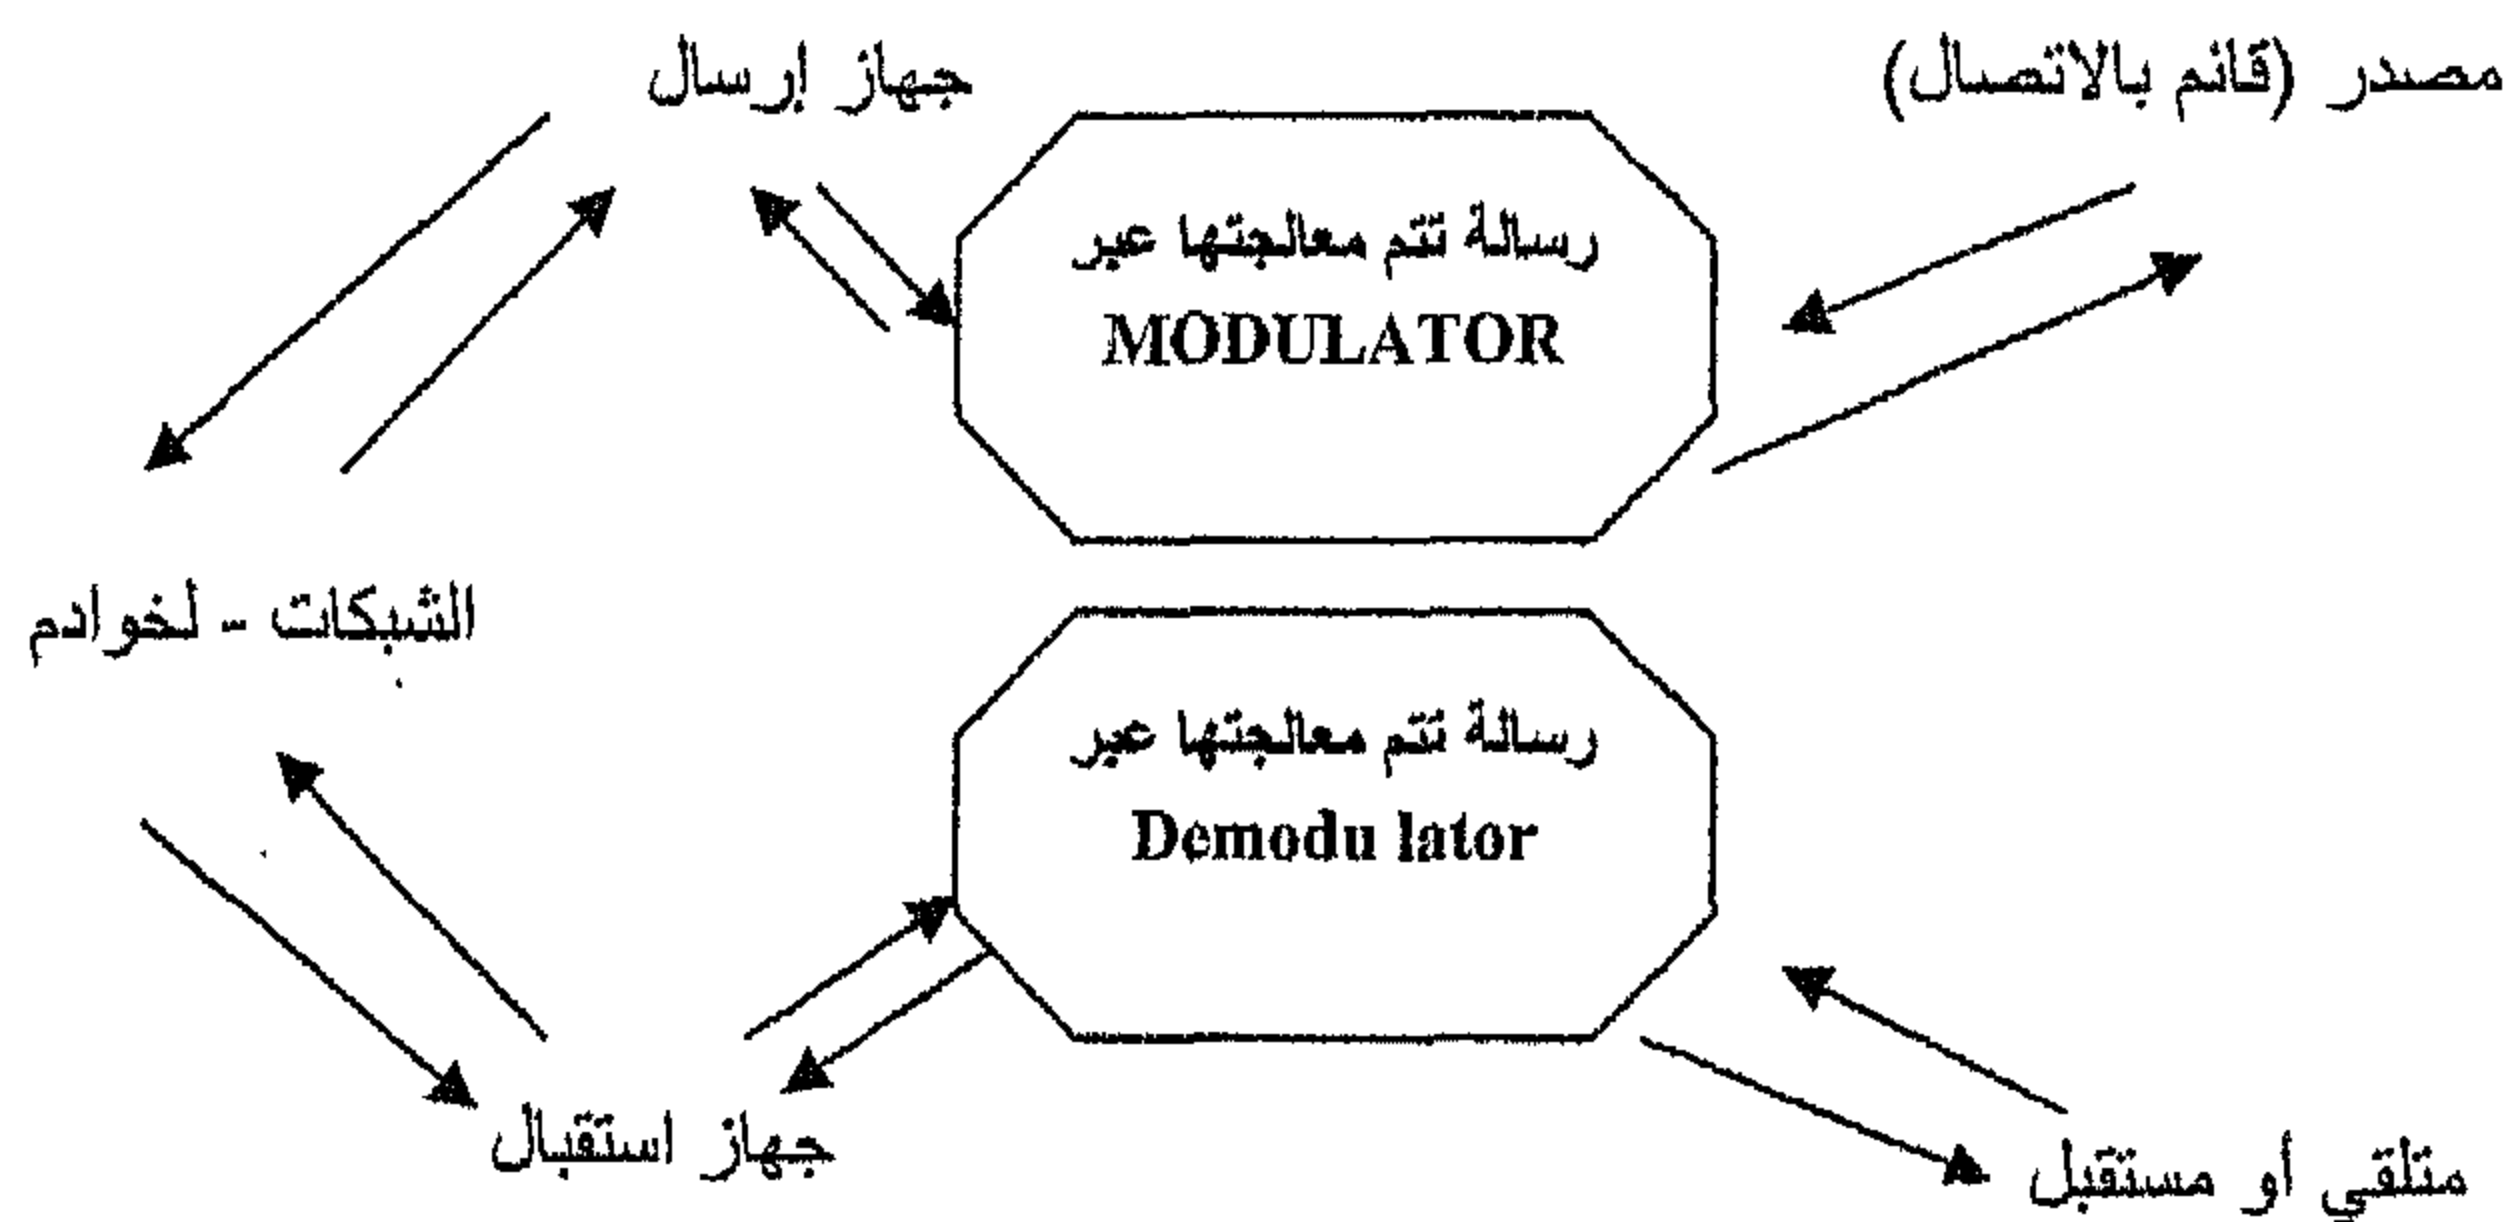 مصدر (قائم بالاتصال)
جهاز إرسال
رسالة تتم معالجتها عبر
MODULATOR
الشبكات - لخوادم
رسالة تتم معالجتها عبر
Demodu lator
جهاز استقبال
متلقي أو مستقبل